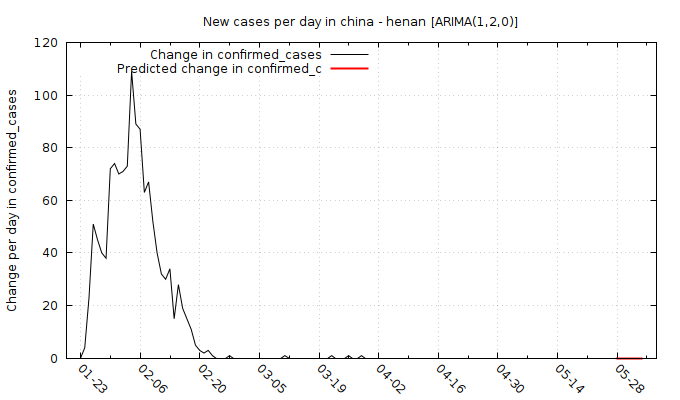 New cases per day in china - henan [ARIMA(1,2,0)]
Change in confirmed_cases
Predicted change in confirmed_c
Change per day in confirmed_cases
120
100
80
60
40
20
0
01-23 02-06 02-20 03-05 03-19 04-02 04-16 04-30 05-14 05-28